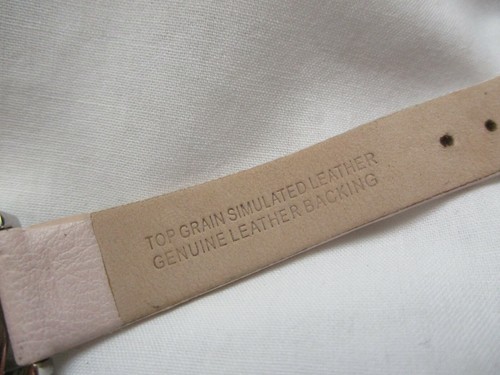 TOP GRAIN SIMULATED LEATHER
GENUINE LEATHER BACKING